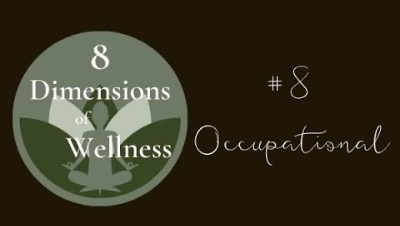 8
Dimensions
of
Wellness
#8
Occupational